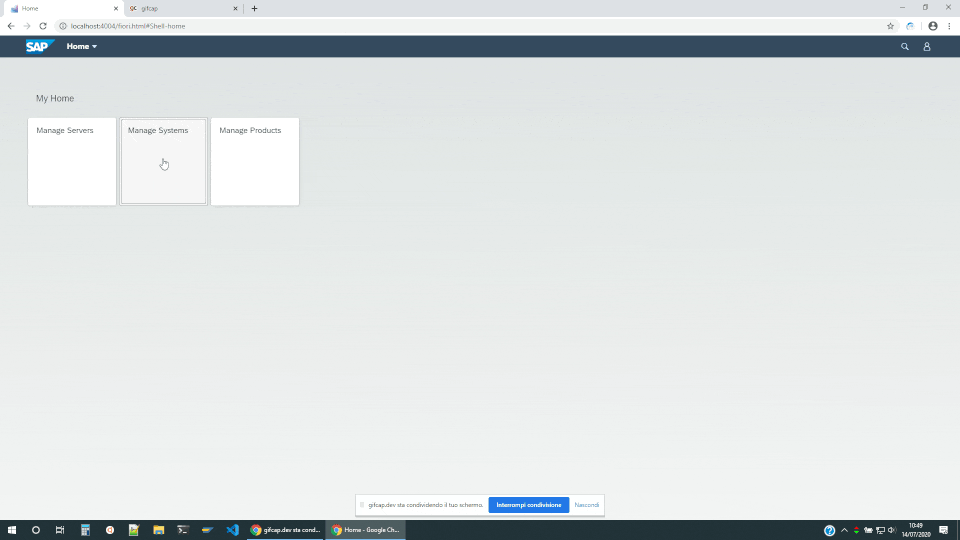 Home
gifcap
localhost:4004/fiori.html#Shell-home
SAP
Home
My Home
Manage Servers
Manage Systems
Manage Products
gifcap.dev sta condividendo il tuo schermo.
Interrompi condivisione
Nascondi
gifcap.dev sta cond...
Home - Google Ch...
10:49
14/07/2020